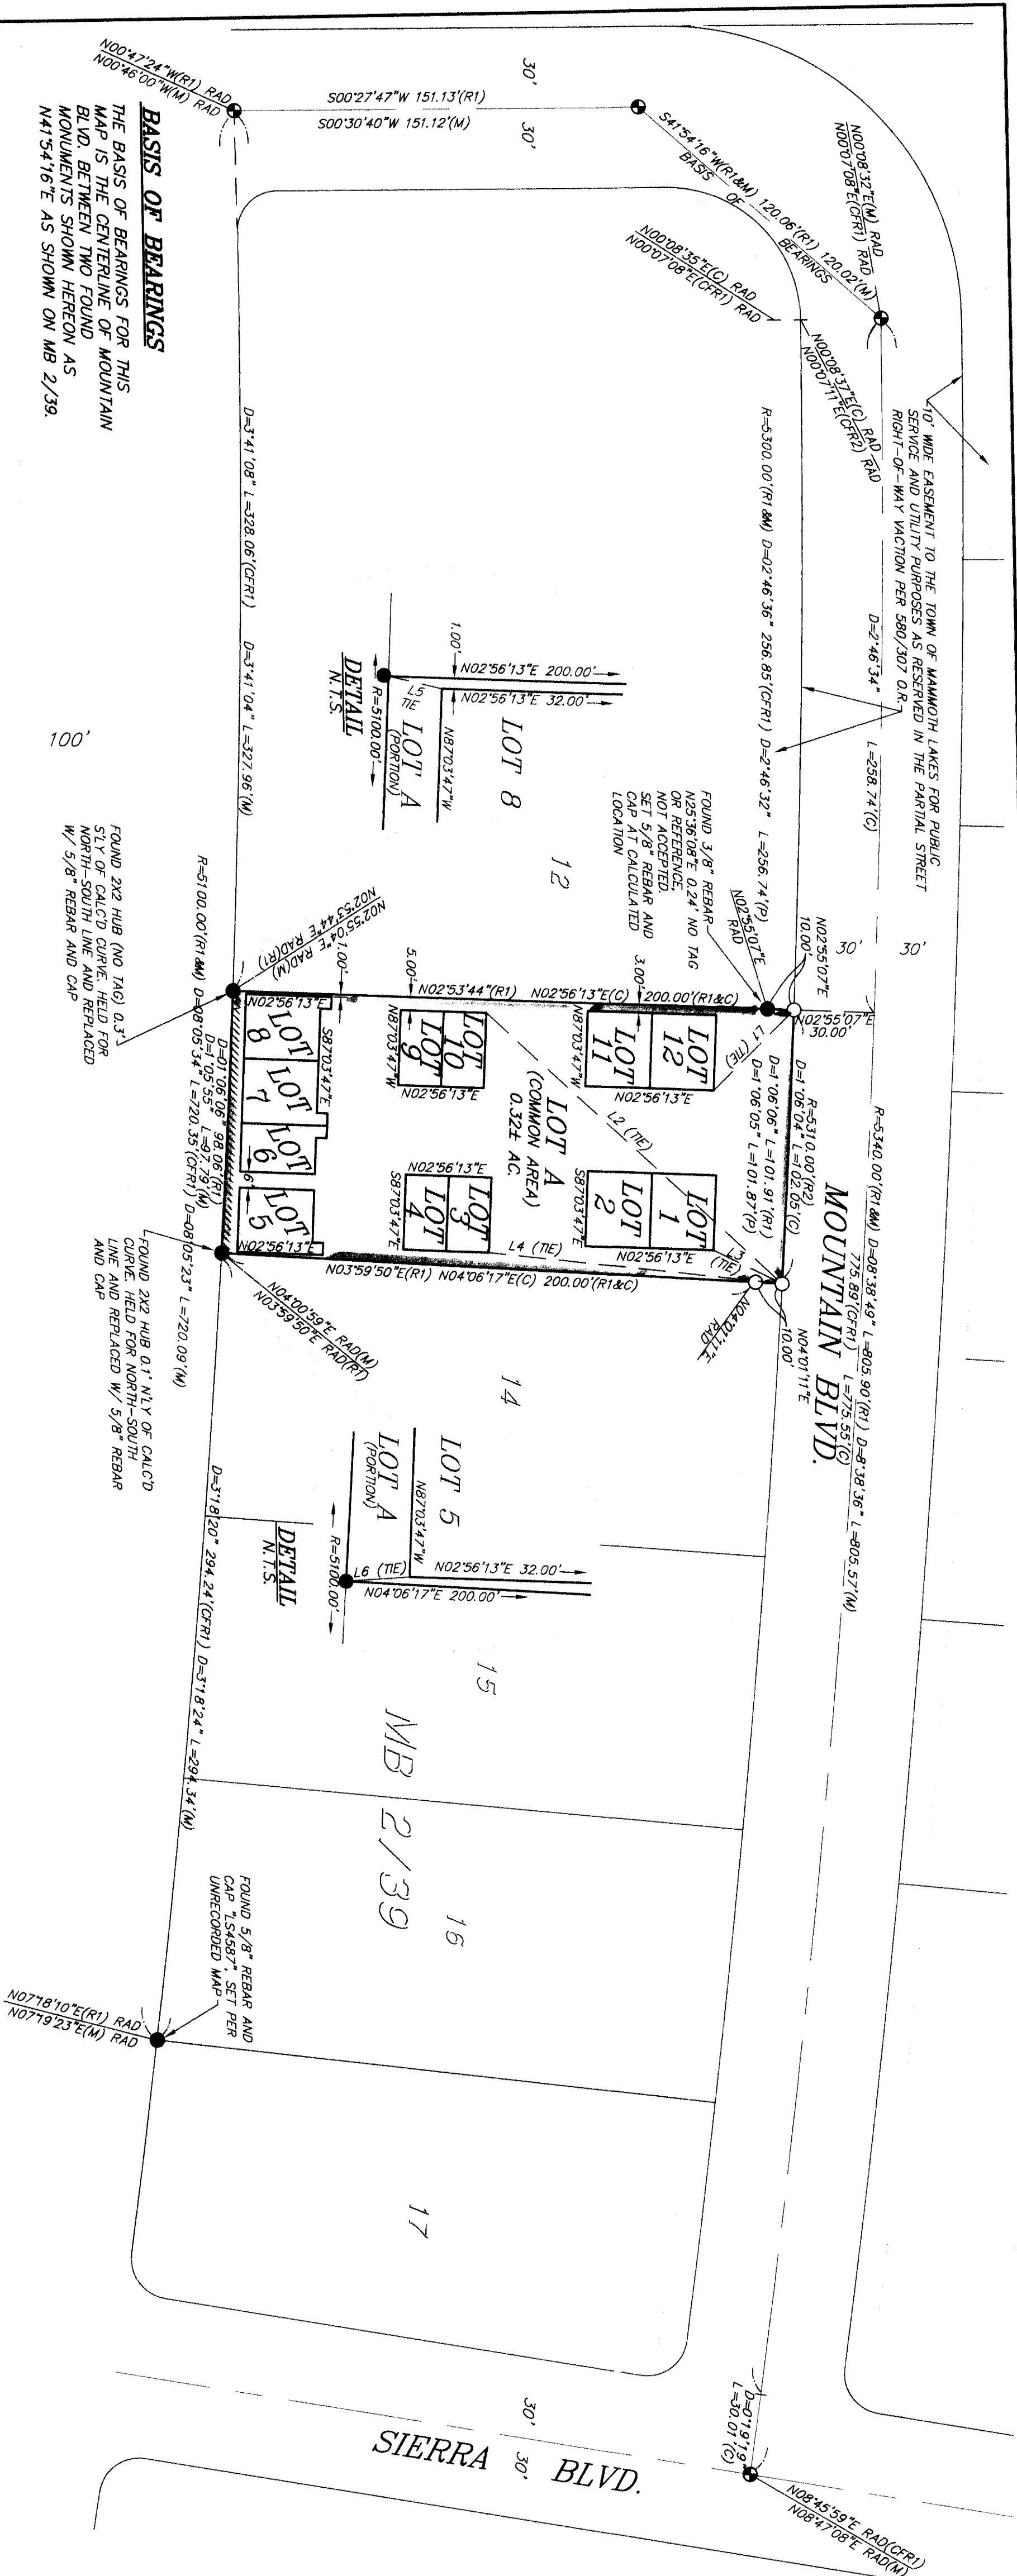 BASIS OF BEARINGS
THE BASIS OF BEARINGS FOR THIS
MAP IS THE CENTERLINE OF MOUNTAIN
BLVD. BETWEEN TWO FOUND
MONUMENTS SHOWN HEREON AS
N41°54'16"E AS SHOWN ON MB 2/39.
N00°47'24"W(R1) RAD
N00°46'00"W(M) RAD
S00°27'47"W 151.13'(R1)
S00°30'40"W 151.12'(M)
30'
30'
S41°54'16"W(R1&M) 120.06'(R1) 120.02'(M)
BASIS OF BEARINGS
N00°08'32"E(M) RAD
N00°07'08"E(CFR1) RAD
N00°08'35"E(C) RAD
N00°07'08"E(CFR1) RAD
N00°08'37"E(C) RAD
N00°07'11"E(CFR2) RAD
10' WIDE EASEMENT TO THE TOWN OF MAMMOTH LAKES FOR PUBLIC
SERVICE AND UTILITY PURPOSES AS RESERVED IN THE PARTIAL STREET
RIGHT-OF-WAY VACTION PER 580/307 O.R.
D=2°46'34" L=258.74'(C)
R=5300.00'(R1&M) D=02°46'36" 256.85'(CFR1) D=2°46'32" L=256.74'(P)
D=3°41'08" L=328.06'(CFR1) D=3°41'04" L=327.96'(M)
1.00'
N02°56'13"E 200.00'
N02°56'13"E 32.00'
L5
TIE
N87°03'47"W
LOT 8
LOT A
(PORTION)
R=5100.00'
DETAIL
N.T.S.
100'
12
FOUND 3/8" REBAR
N25°36'08"E 0.24' NO TAG
OR REFERENCE,
NOT ACCEPTED.
SET 5/8" REBAR AND
CAP AT CALCULATED
LOCATION
N02°55'07"E
RAD
N02°55'07"E
10.00'
30'
30'
N02°55'07"E
30.00'
FOUND 2X2 HUB (NO TAG) 0.3'
S'LY OF CALC'D CURVE. HELD FOR
NORTH-SOUTH LINE AND REPLACED
W/ 5/8" REBAR AND CAP
N02°55'04"E RAD(M)
N02°53'44"E RAD(R1)
1.00'
5.00'
3.00'
N02°56'13"E
N02°53'44"(R1) N02°56'13"E(C) 200.00'(R1&C)
L1 (TIE)
LOT 8
LOT 7
LOT 6
LOT 5
6'
S87°03'47"E
N02°56'13"E
N87°03'47"W
LOT 9
LOT 10
N02°56'13"E
N87°03'47"W
LOT 11
LOT 12
N02°56'13"E
LOT A
(COMMON AREA)
0.32± AC.
L2 (TIE)
N02°56'13"E
LOT 3
LOT 4
S87°03'47"E
LOT 1
LOT 2
S87°03'47"E
N02°56'13"E
L3 (TIE)
L4 (TIE)
N03°59'50"E(R1) N04°06'17"E(C) 200.00'(R1&C)
R=5310.00'(R2)
D=1°06'04" L=102.05'(C)
D=1°06'06" L=101.91'(R1)
D=1°06'05" L=101.87'(P)
N04°01'11"E
10.00'
N04°01'11"E
RAD
MOUNTAIN BLVD.
R=5340.00'(R1&M) D=08°38'49" L=805.90'(R1) D=8°38'36" L=805.57'(M)
775.89'(CFR1) L=775.55'(C)
D=01°06'06" 98.06'(R1)
D=1°05'55" L=97.79'(M)
R=5100.00'(R1&M) D=08°05'34" L=720.35'(CFR1) D=08°05'23" L=720.09'(M)
N04°00'59"E RAD(M)
N03°59'50"E RAD(R1)
FOUND 2X2 HUB 0.1' N'LY OF CALC'D
CURVE. HELD FOR NORTH-SOUTH
LINE AND REPLACED W/ 5/8" REBAR
AND CAP
14
LOT 5
N87°03'47"W
LOT A
(PORTION)
N02°56'13"E 32.00'
N04°06'17"E 200.00'
L6 (TIE)
R=5100.00'
DETAIL
N.T.S.
D=3°18'20" 294.24'(CFR1) D=3°18'24" L=294.34'(M)
15
MB 2/39
16
FOUND 5/8" REBAR AND
CAP "LS4587", SET PER
UNRECORDED MAP
N07°18'10"E(R1) RAD
N07°19'23"E(M) RAD
17
30'
30'
SIERRA BLVD.
D=0°19'19"
L=30.01'(C)
N08°45'59"E RAD(CFR1)
N08°47'08"E RAD(M)